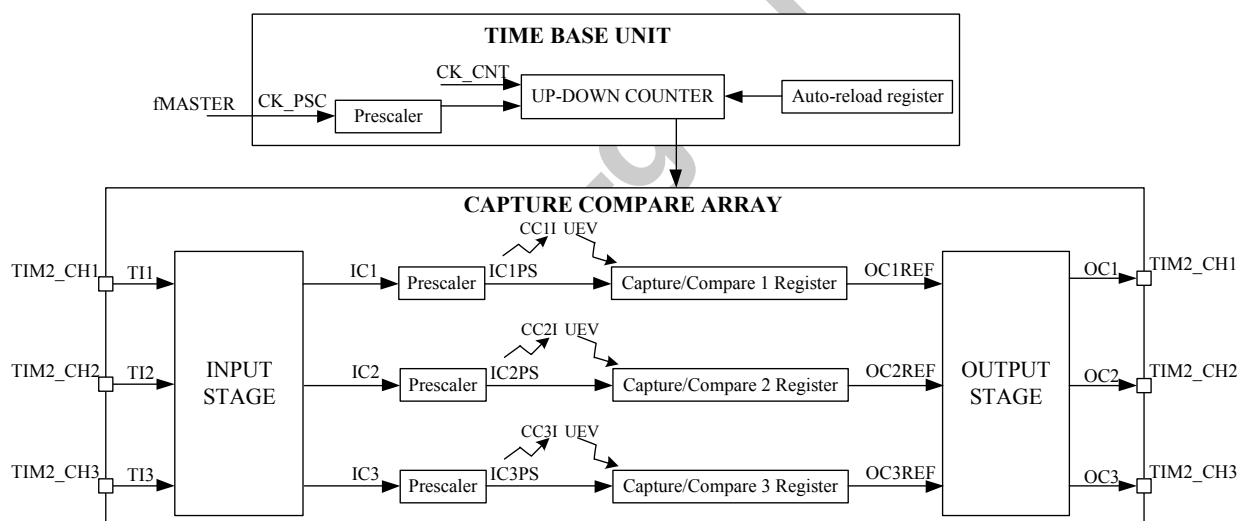 TIME BASE UNIT
CK_CNT
fMASTER CK_PSC
Prescaler
UP-DOWN COUNTER
Auto-reload register
CAPTURE COMPARE ARRAY
CC1I UEV
TIM2_CH1 TI1 IC1 Prescaler IC1PS Capture/Compare 1 Register OC1REF OC1 TIM2_CH1
CC2I UEV
TIM2_CH2 TI2 INPUT STAGE IC2 Prescaler IC2PS Capture/Compare 2 Register OC2REF OUTPUT STAGE OC2 TIM2_CH2
CC3I UEV
TIM2_CH3 TI3 IC3 Prescaler IC3PS Capture/Compare 3 Register OC3REF OC3 TIM2_CH3